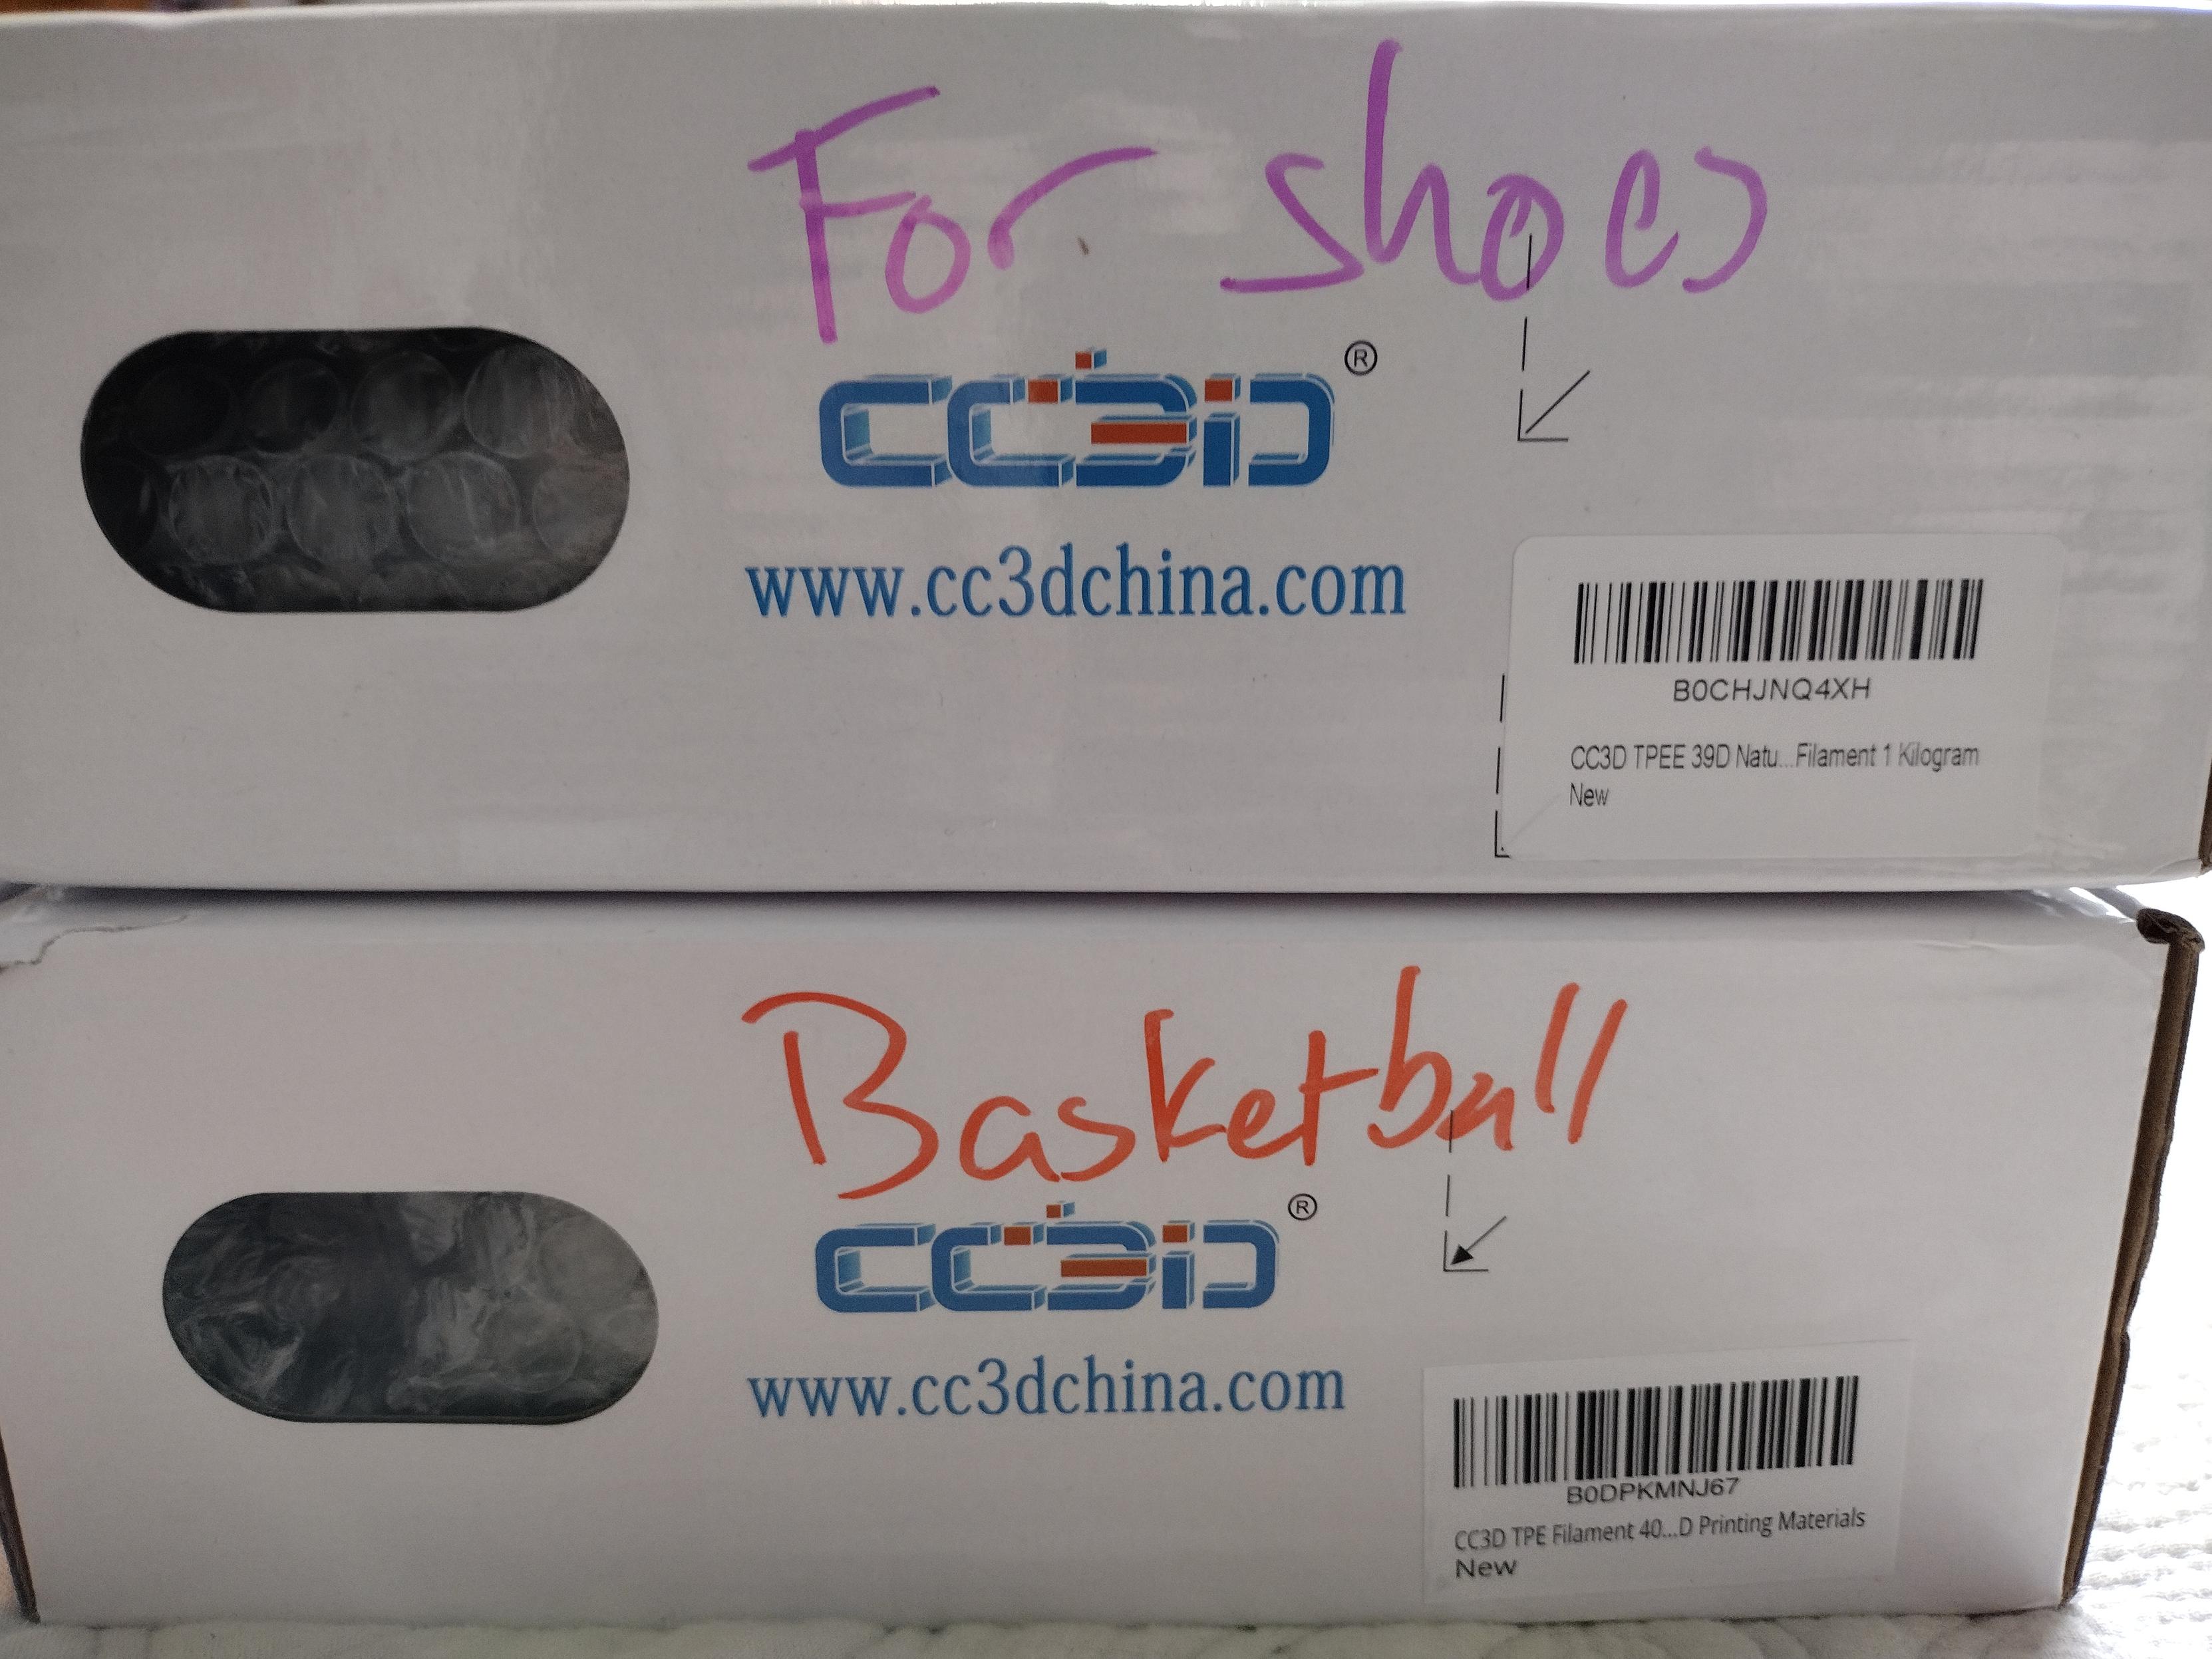 For shoes
CC3D®
www.cc3dchina.com
B0CHJNQ4XH
CC3D TPEE 39D Natu...Filament 1 Kilogram
New
Basketball
CC3D®
www.cc3dchina.com
B0DPKMNJ67
CC3D TPE Filament 40...D Printing Materials
New